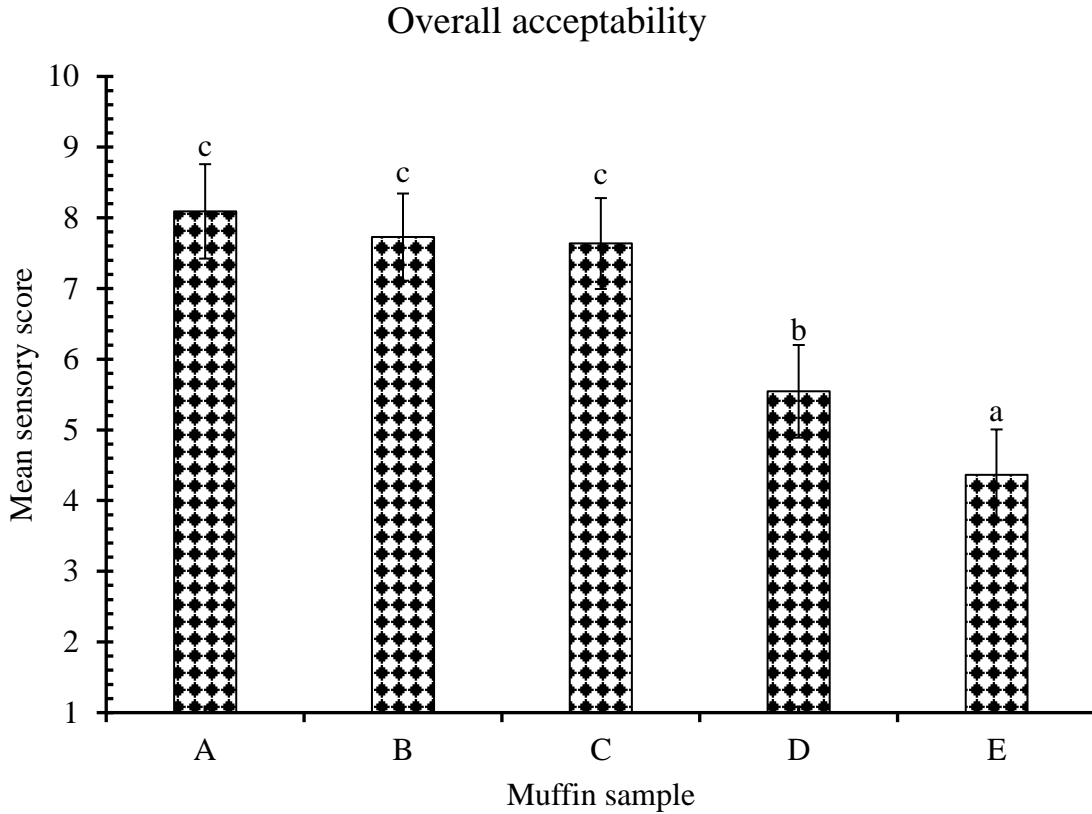 Overall acceptability
10
9
8
7
6
5
4
3
2
1
Mean sensory score
c
c
c
b
a
A B C D E
Muffin sample